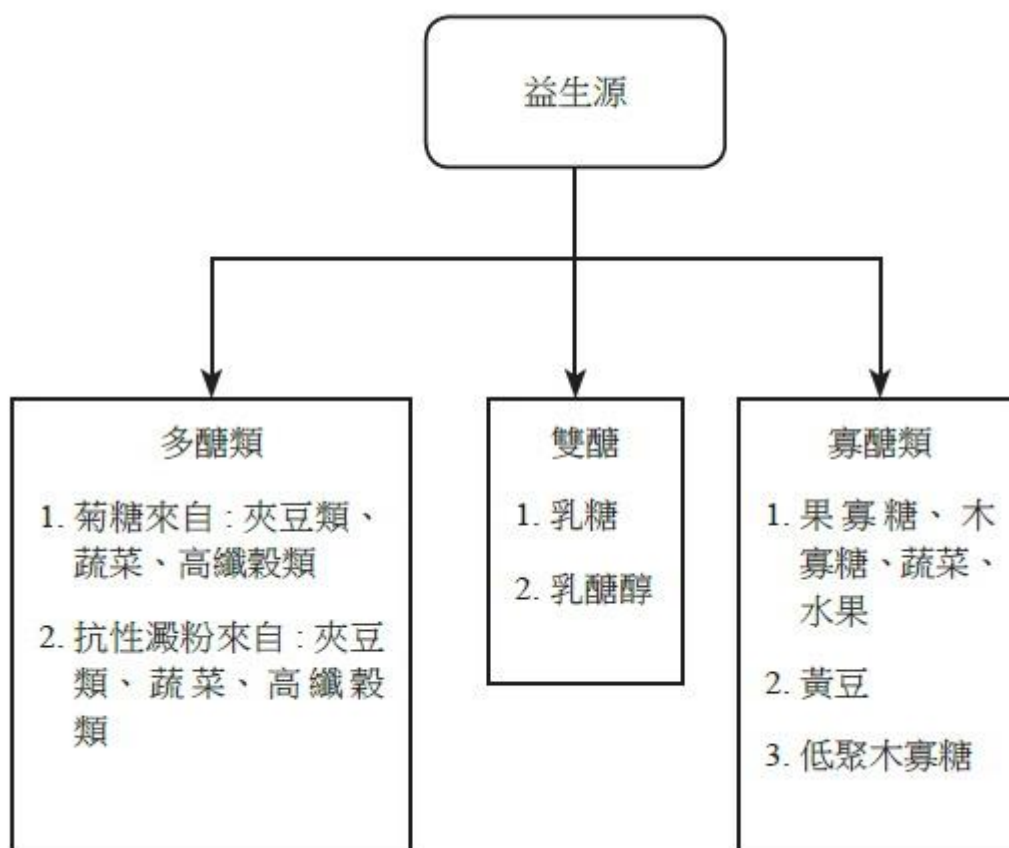 益生源
多醣類
1. 菊糖來自 : 夾豆類、
蔬菜、高纖穀類
2. 抗性澱粉來自 : 夾豆
類、蔬菜、高纖穀
類
雙醣
1. 乳糖
2. 乳醣醇
寡醣類
1. 果寡糖、木
寡糖、蔬菜、
水果
2. 黃豆
3. 低聚木寡糖